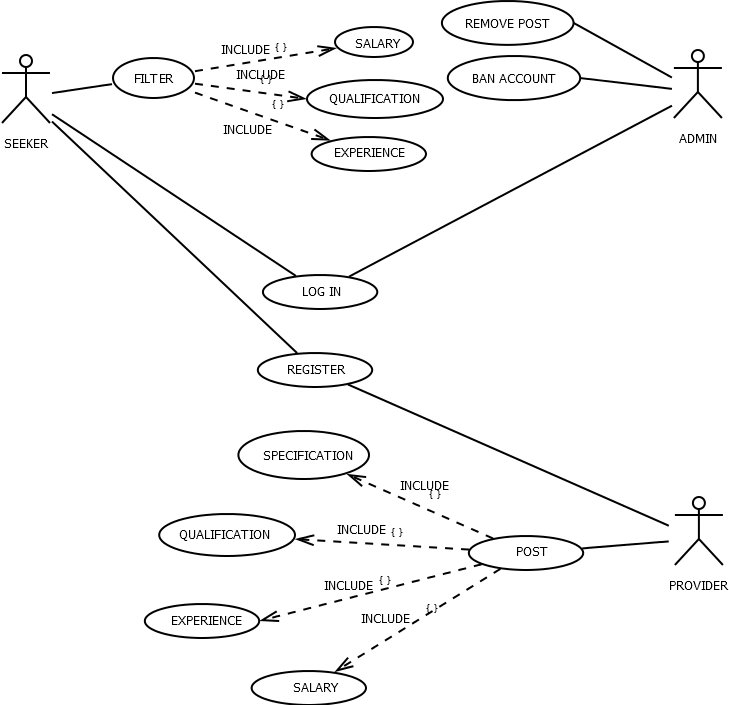 REMOVE POST
INCLUDE { }
SALARY
FILTER
INCLUDE
{ }
BAN ACCOUNT
QUALIFICATION
{ }
INCLUDE
SEEKER
ADMIN
EXPERIENCE
LOG IN
REGISTER
SPECIFICATION
INCLUDE
{ }
QUALIFICATION
INCLUDE { }
POST
INCLUDE { }
PROVIDER
EXPERIENCE
{ }
INCLUDE
SALARY